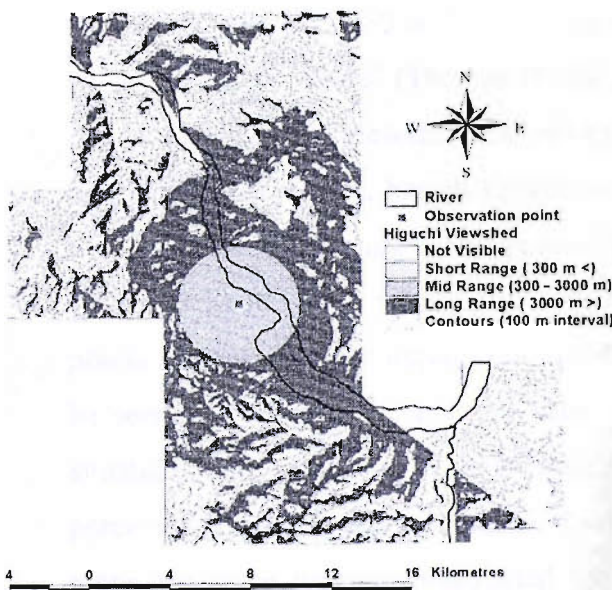 W E
S
River
Observation point
Higuchi Viewshed
Not Visible
Short Range ( 300 m <)
Mid Range (300 - 3000 m)
Long Range ( 3000 m >)
Contours (100 m interval)
4 0 4 8 12 16 Kilometres